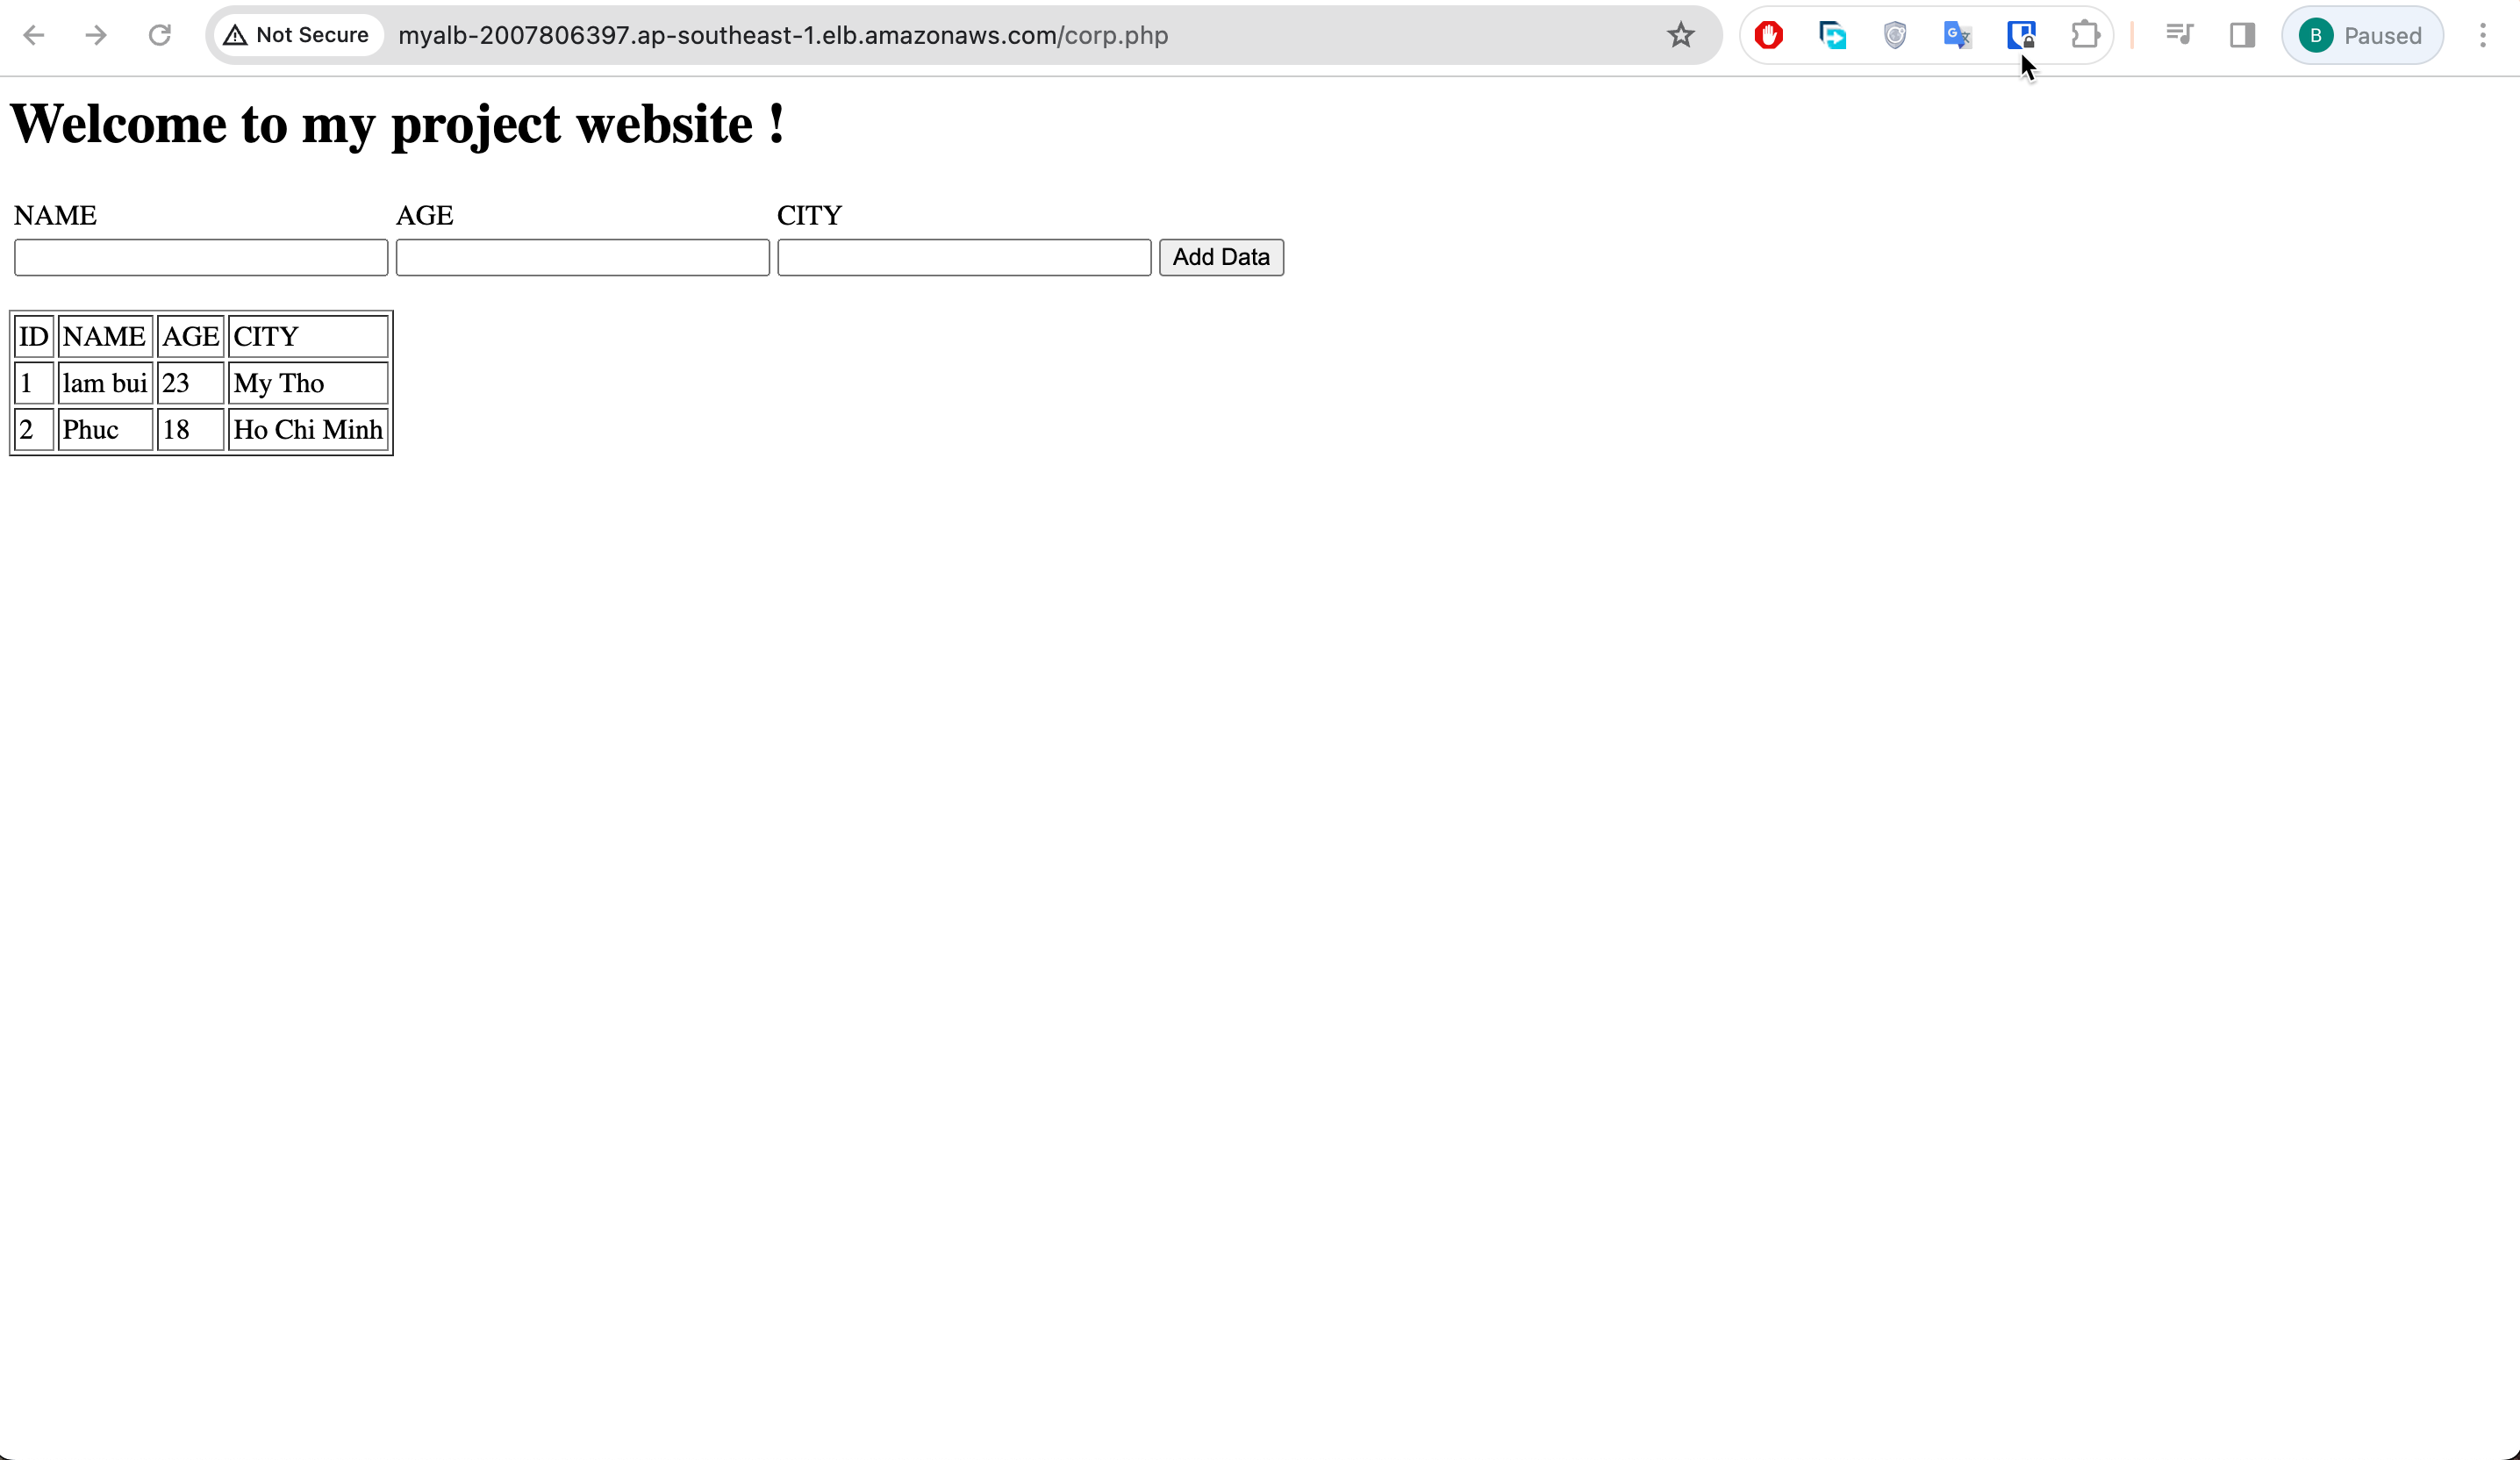 Not Secure myalb-2007806397.ap-southeast-1.elb.amazonaws.com/corp.php B Paused
Welcome to my project website !
NAME AGE CITY
Add Data
ID NAME AGE CITY
1 lam bui 23 My Tho
2 Phuc 18 Ho Chi Minh